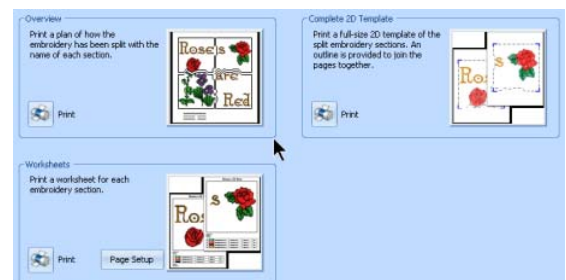 Overview
Print a plan of how the
embroidery has been split with the
name of each section.
Rose's
are
Red
Print
Complete 2D Template
Print a full-size 2D template of the
split embroidery sections. An
outline is provided to join the
pages together.
Ro
s
Print
Worksheets
Print a worksheet for each
embroidery section.
Ro
s
Print
Page Setup